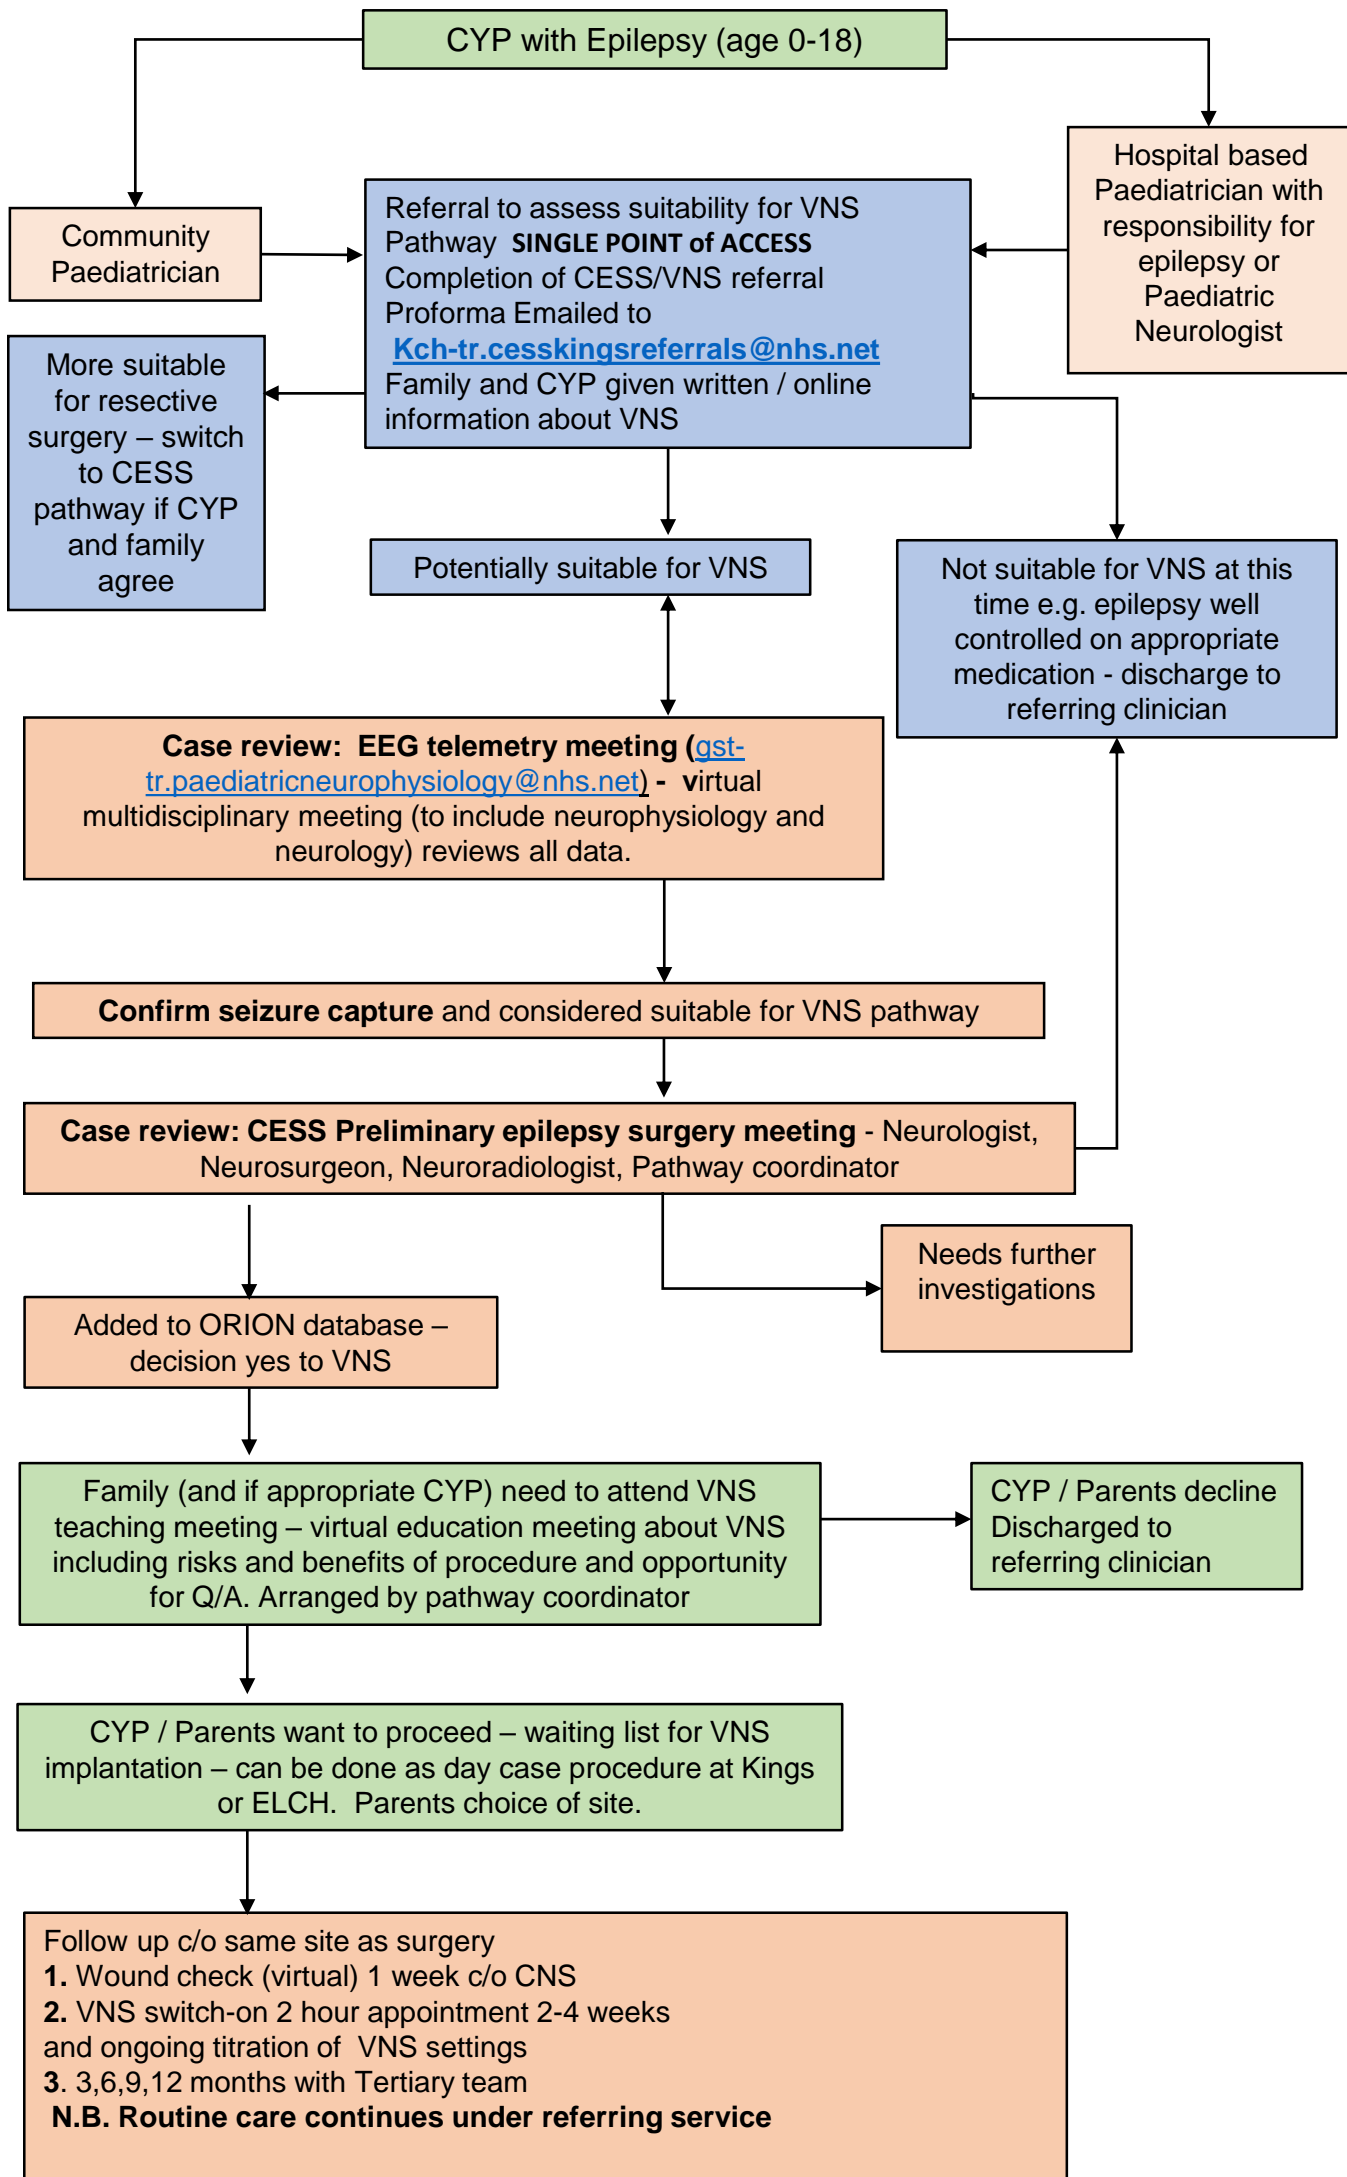 CYP with Epilepsy (age 0-18)
Community
Paediatrician
Referral to assess suitability for VNS
Pathway SINGLE POINT of ACCESS
Completion of CESS/VNS referral
Proforma Emailed to
Kch-tr.cesskingsreferrals@nhs.net
Family and CYP given written / online
information about VNS
Hospital based
Paediatrician with
responsibility for
epilepsy or
Paediatric
Neurologist
More suitable
for resective
surgery – switch
to CESS
pathway if CYP
and family
agree
Potentially suitable for VNS
Not suitable for VNS at this
time e.g. epilepsy well
controlled on appropriate
medication - discharge to
referring clinician
Case review: EEG telemetry meeting (gst-
tr.paediatricneurophysiology@nhs.net) - virtual
multidisciplinary meeting (to include neurophysiology and
neurology) reviews all data.
Confirm seizure capture and considered suitable for VNS pathway
Case review: CESS Preliminary epilepsy surgery meeting - Neurologist,
Neurosurgeon, Neuroradiologist, Pathway coordinator
Needs further
investigations
Added to ORION database –
decision yes to VNS
Family (and if appropriate CYP) need to attend VNS
teaching meeting – virtual education meeting about VNS
including risks and benefits of procedure and opportunity
for Q/A. Arranged by pathway coordinator
CYP / Parents decline
Discharged to
referring clinician
CYP / Parents want to proceed – waiting list for VNS
implantation – can be done as day case procedure at Kings
or ELCH. Parents choice of site.
Follow up c/o same site as surgery
1. Wound check (virtual) 1 week c/o CNS
2. VNS switch-on 2 hour appointment 2-4 weeks
and ongoing titration of VNS settings
3. 3,6,9,12 months with Tertiary team
N.B. Routine care continues under referring service